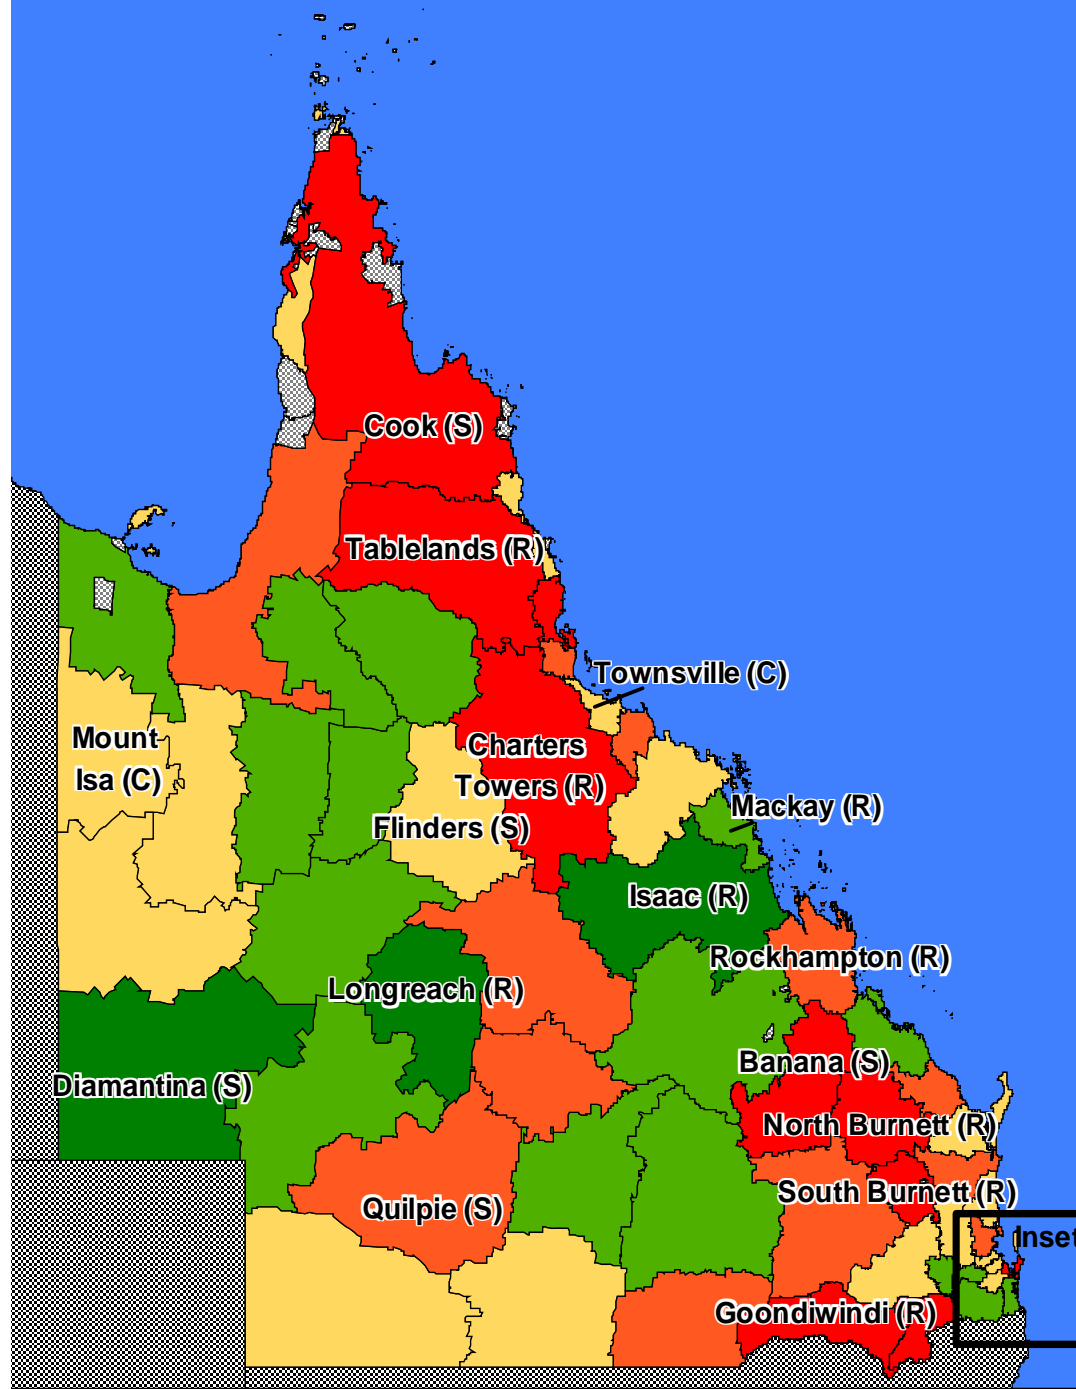 Cook (S)
Tablelands (R)
Townsville (C)
Mount
Isa (C)
Charters
Towers (R)
Flinders (S)
Mackay (R)
Isaac (R)
Rockhampton (R)
Longreach (R)
Banana (S)
Diamantina (S)
North Burnett (R)
South Burnett (R)
Quilpie (S)
Inset
Goondiwindi (R)